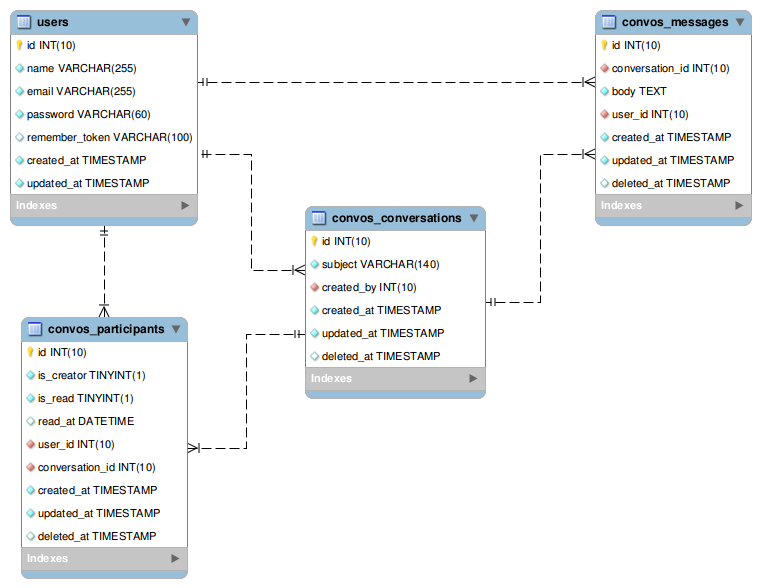 users
id INT(10)
name VARCHAR(255)
email VARCHAR(255)
password VARCHAR(60)
remember_token VARCHAR(100)
created_at TIMESTAMP
updated_at TIMESTAMP
Indexes
convos_messages
id INT(10)
conversation_id INT(10)
body TEXT
user_id INT(10)
created_at TIMESTAMP
updated_at TIMESTAMP
deleted_at TIMESTAMP
Indexes
convos_conversations
id INT(10)
subject VARCHAR(140)
created_by INT(10)
created_at TIMESTAMP
updated_at TIMESTAMP
deleted_at TIMESTAMP
Indexes
convos_participants
id INT(10)
is_creator TINYINT(1)
is_read TINYINT(1)
read_at DATETIME
user_id INT(10)
conversation_id INT(10)
created_at TIMESTAMP
updated_at TIMESTAMP
deleted_at TIMESTAMP
Indexes